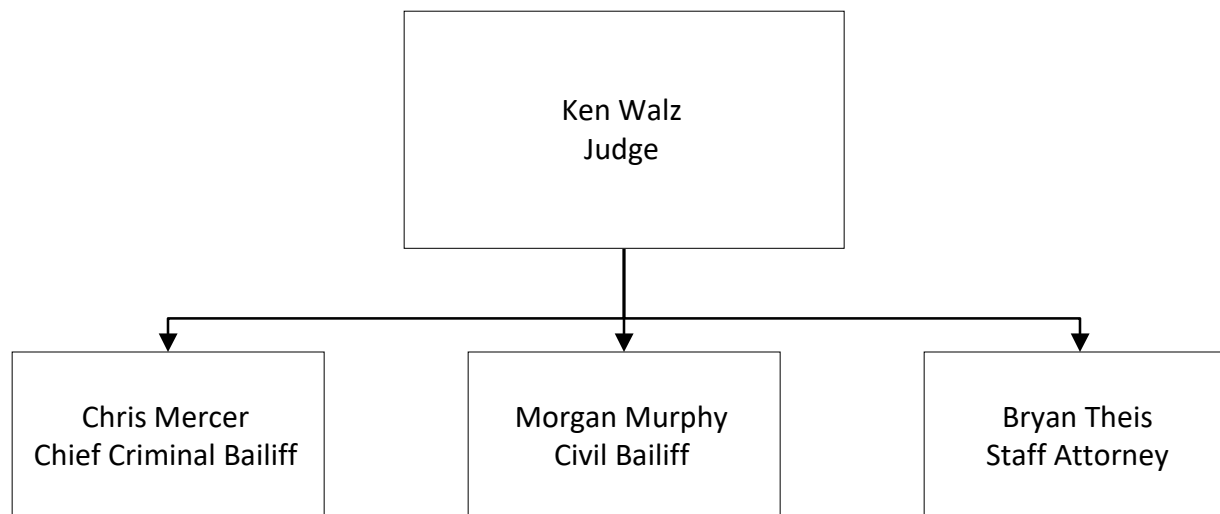 Ken Walz
Judge
Chris Mercer
Chief Criminal Bailiff
Morgan Murphy
Civil Bailiff
Bryan Theis
Staff Attorney